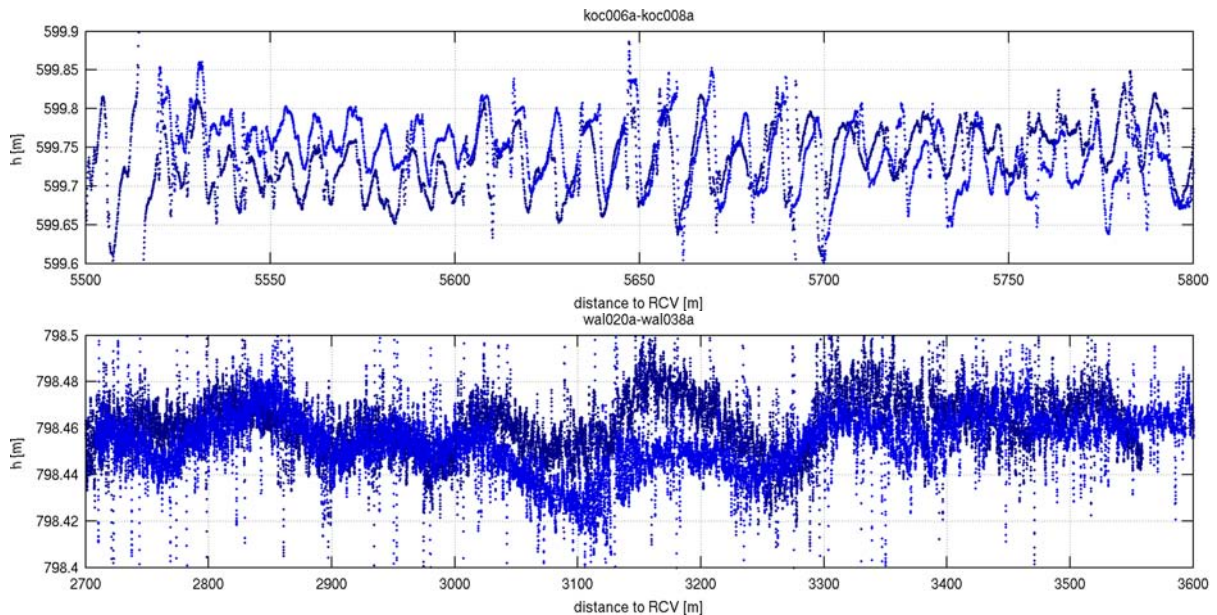 koc006a-koc008a
599.9
599.85
599.8
599.75
599.7
599.65
599.6
h [m]
5500 5550 5600 5650 5700 5750 5800
distance to RCV [m]
wal020a-wal038a
798.5
798.48
798.46
798.44
798.42
798.4
h [m]
2700 2800 2900 3000 3100 3200 3300 3400 3500 3600
distance to RCV [m]